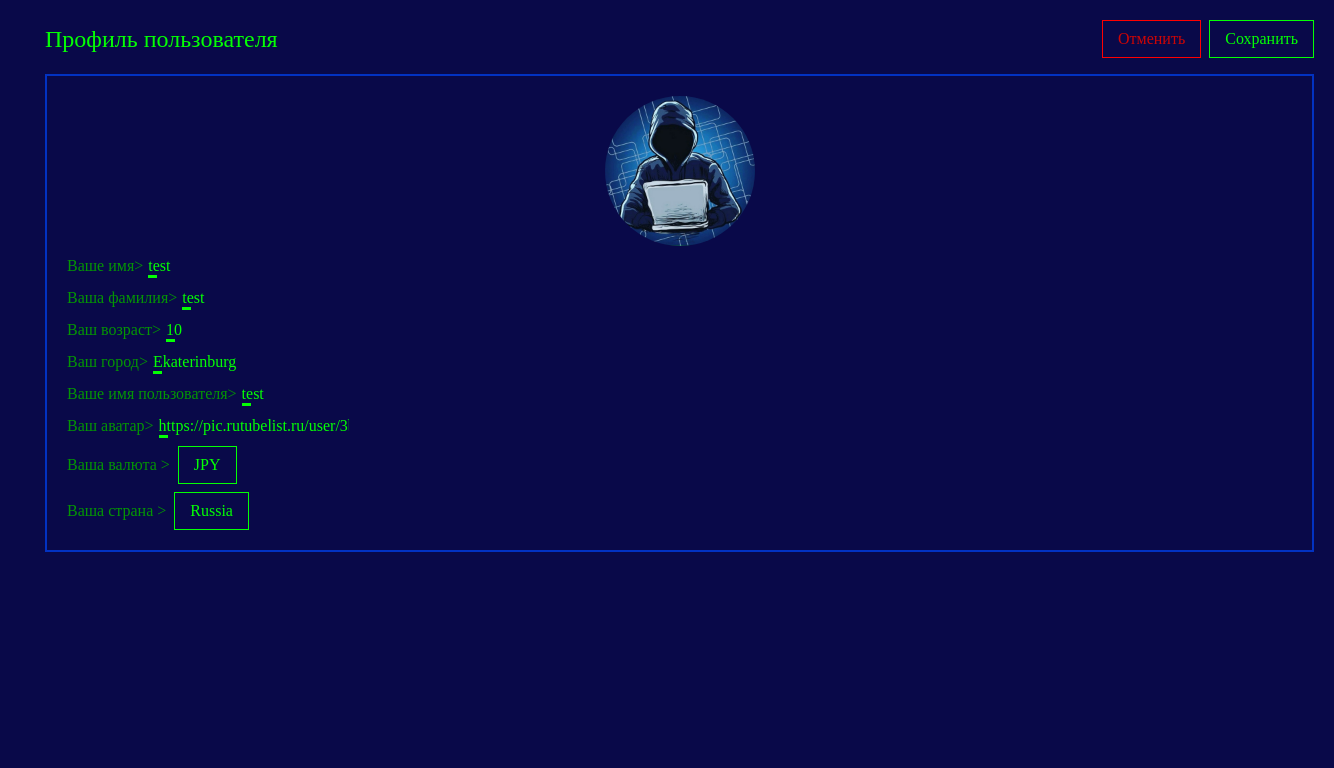 Профиль пользователя
Отменить Сохранить
Ваше имя> test
Ваша фамилия> test
Ваш возраст> 10
Ваш город> Ekaterinburg
Ваше имя пользователя> test
Ваш аватар> https://pic.rutubelist.ru/user/3
Ваша валюта > JPY
Ваша страна > Russia